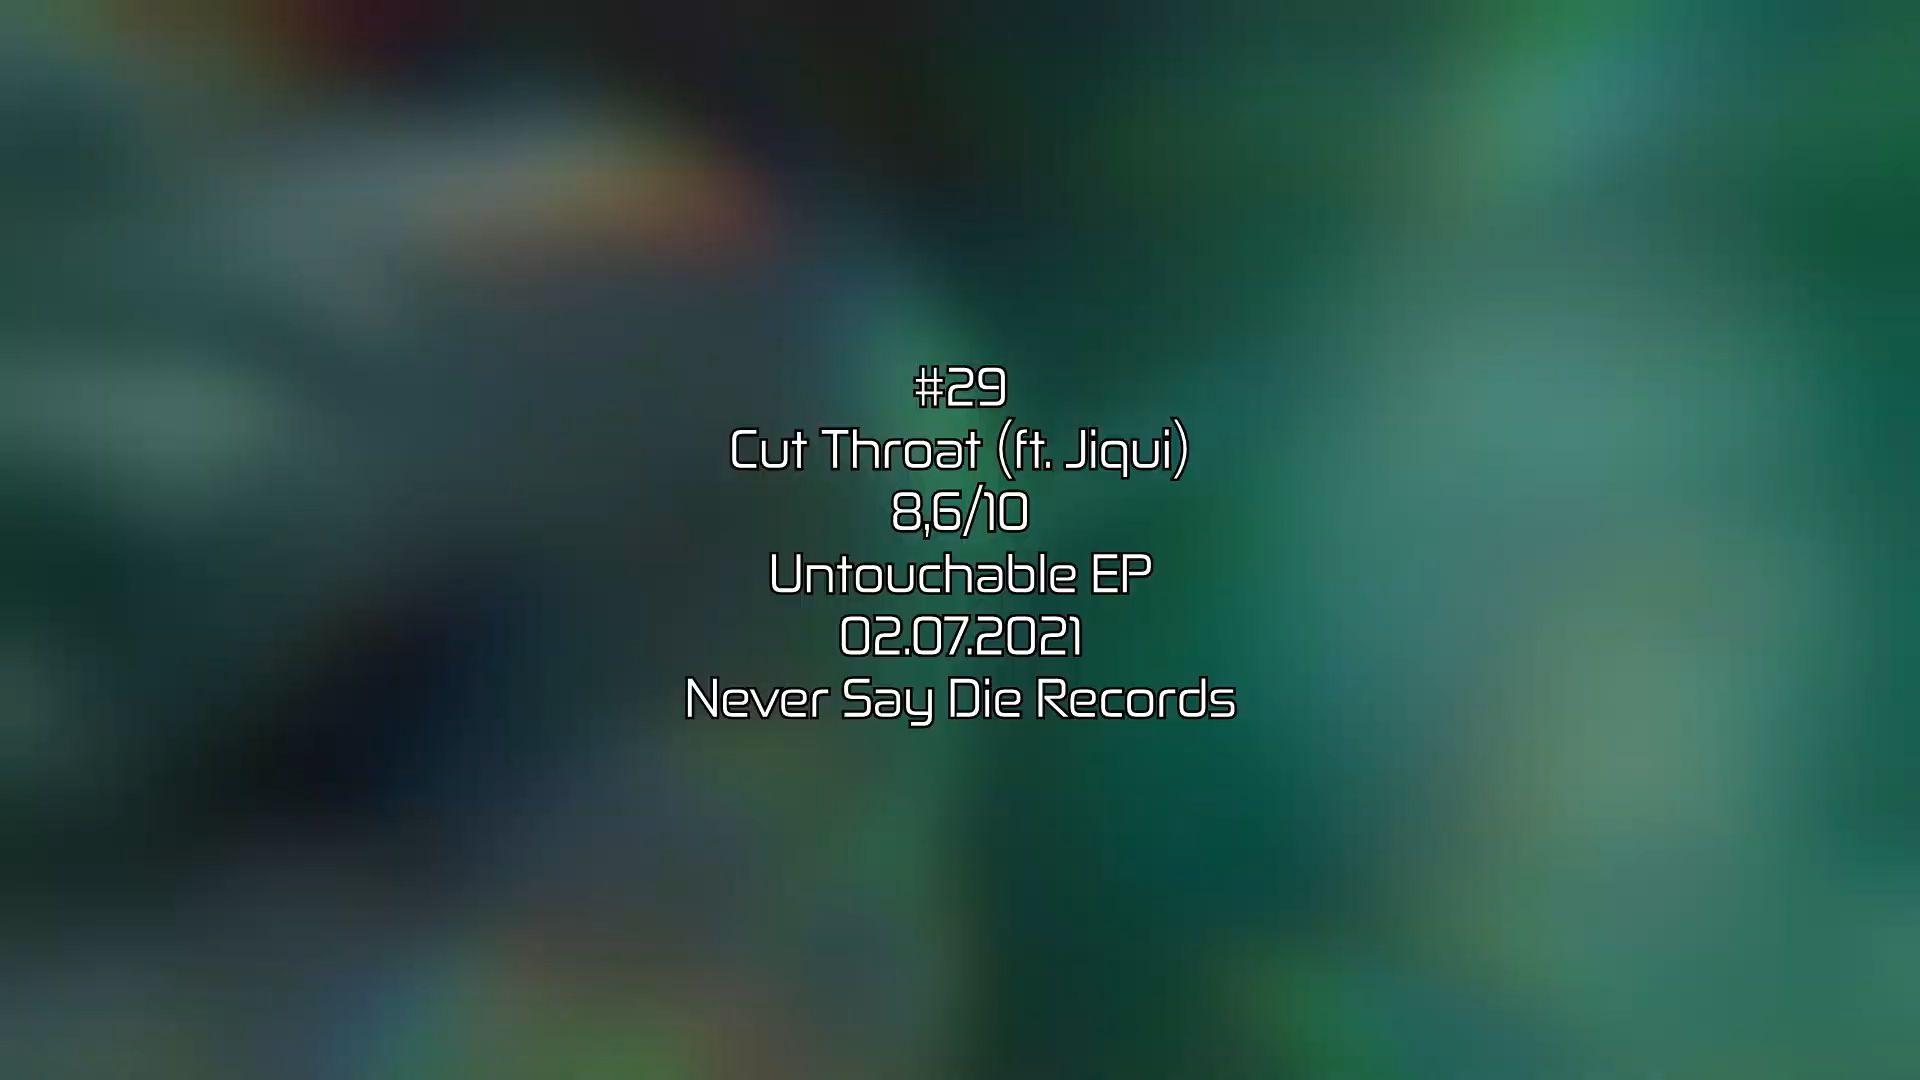 #29
Cut Throat (ft. Jiqui)
8,6/10
Untouchable EP
02.07.2021
Never Say Die Records